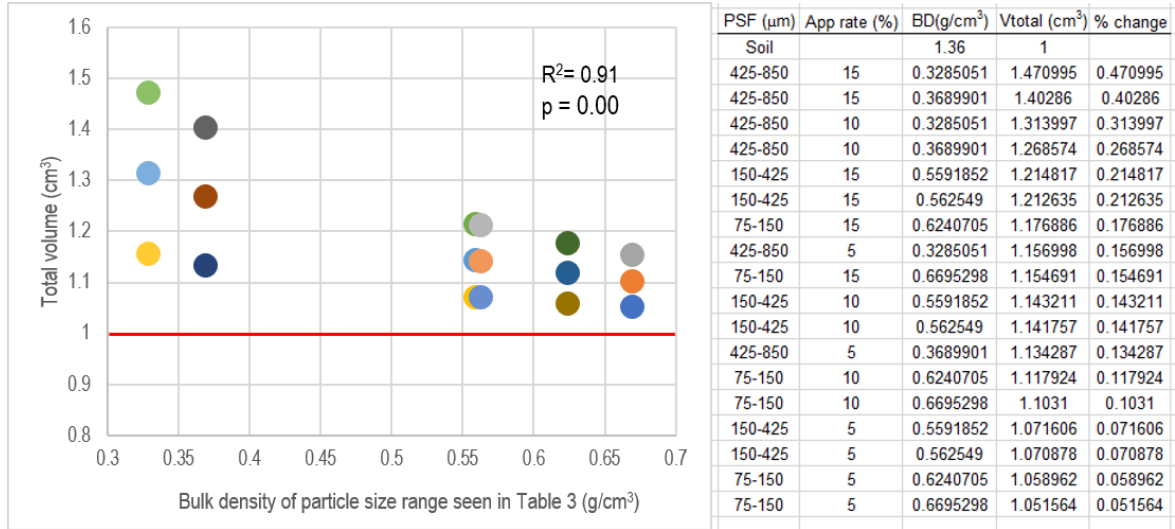 1.6
1.5
1.4
1.3
1.2
1.1
1
0.9
0.8
Total volume (cm³)
R²= 0.91
p = 0.00
0.3 0.35 0.4 0.45 0.5 0.55 0.6 0.65 0.7
Bulk density of particle size range seen in Table 3 (g/cm³)
PSF (µm) App rate (%) BD(g/cm³) Vtotal (cm³) % change
Soil 1.36 1
425-850 15 0.3285051 1.470995 0.470995
425-850 15 0.3689901 1.40286 0.40286
425-850 10 0.3285051 1.313997 0.313997
425-850 10 0.3689901 1.268574 0.268574
150-425 15 0.5591852 1.214817 0.214817
150-425 15 0.562549 1.212635 0.212635
75-150 15 0.6240705 1.176886 0.176886
425-850 5 0.3285051 1.156998 0.156998
75-150 15 0.6695298 1.154691 0.154691
150-425 10 0.5591852 1.143211 0.143211
150-425 10 0.562549 1.141757 0.141757
425-850 5 0.3689901 1.134287 0.134287
75-150 10 0.6240705 1.117924 0.117924
75-150 10 0.6695298 1.1031 0.1031
150-425 5 0.5591852 1.071606 0.071606
150-425 5 0.562549 1.070878 0.070878
75-150 5 0.6240705 1.058962 0.058962
75-150 5 0.6695298 1.051564 0.051564